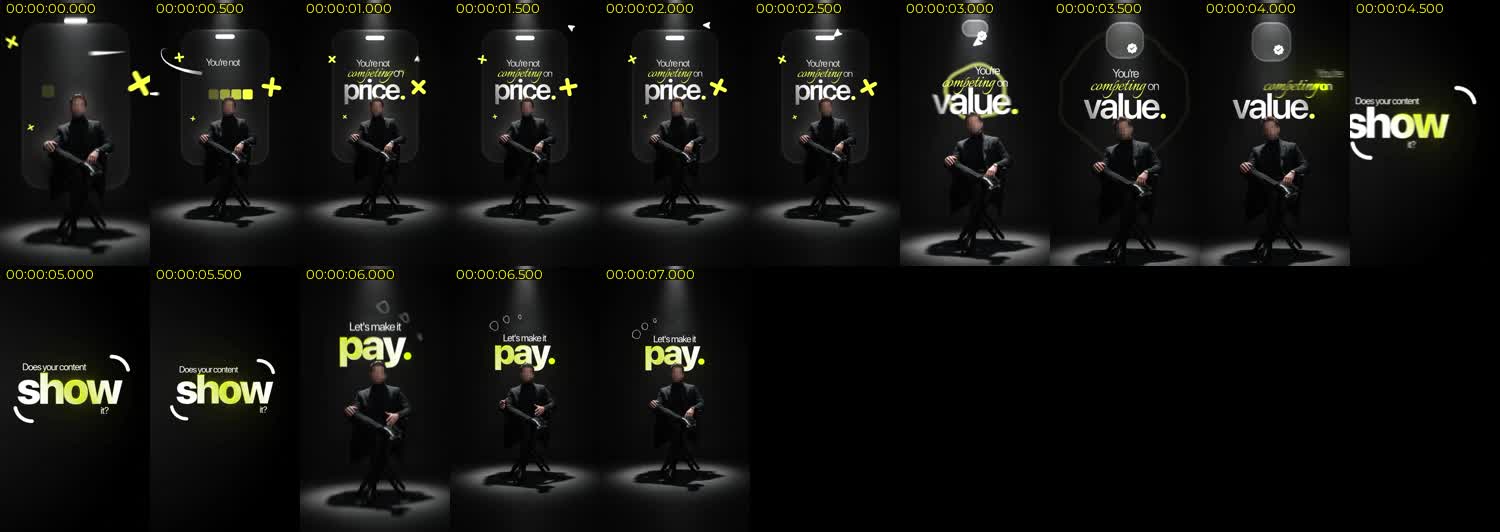 00:00:00.000
00:00:00.500
You're not
00:00:01.000
You're not
competing on
price.
00:00:01.500
You're not
competing on
price.
00:00:02.000
You're not
competing on
price.
00:00:02.500
You're not
competing on
price.
00:00:03.000
You're
competing on
value.
00:00:03.500
You're
competing on
value.
00:00:04.000
You're
competing on
value.
00:00:04.500
Does your content
show
it?
00:00:05.000
Does your content
show
it?
00:00:05.500
Does your content
show
it?
00:00:06.000
Let's make it
pay.
00:00:06.500
Let's make it
pay.
00:00:07.000
Let's make it
pay.